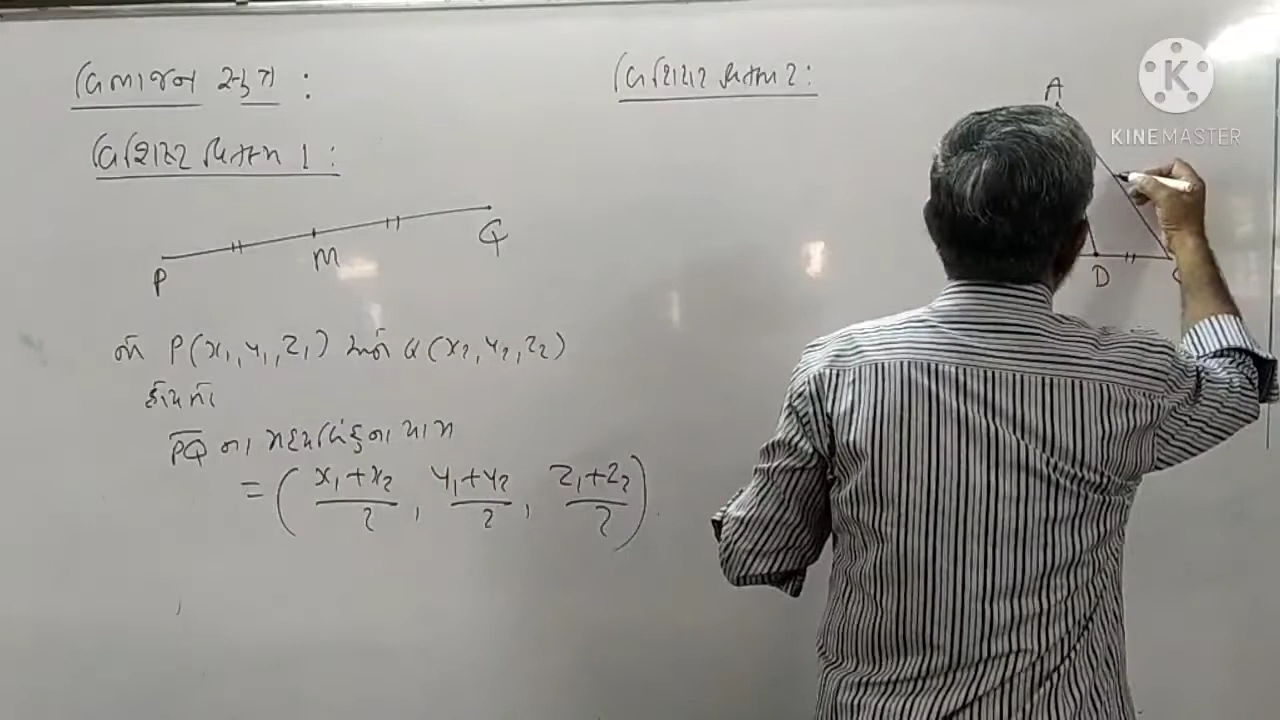 વિભાજન સૂત્ર :
વિશિષ્ટ કિસ્સો 1 :
P M Q
જો P(x₁, y₁, z₁) અને Q(x₂, y₂, z₂)
હોય તો
P̅Q̅ ના મધ્યબિંદુના યામ
= ( (x₁+x₂)/2 , (y₁+y₂)/2 , (z₁+z₂)/2 )
2 :
A
D C
K
KINEMASTER